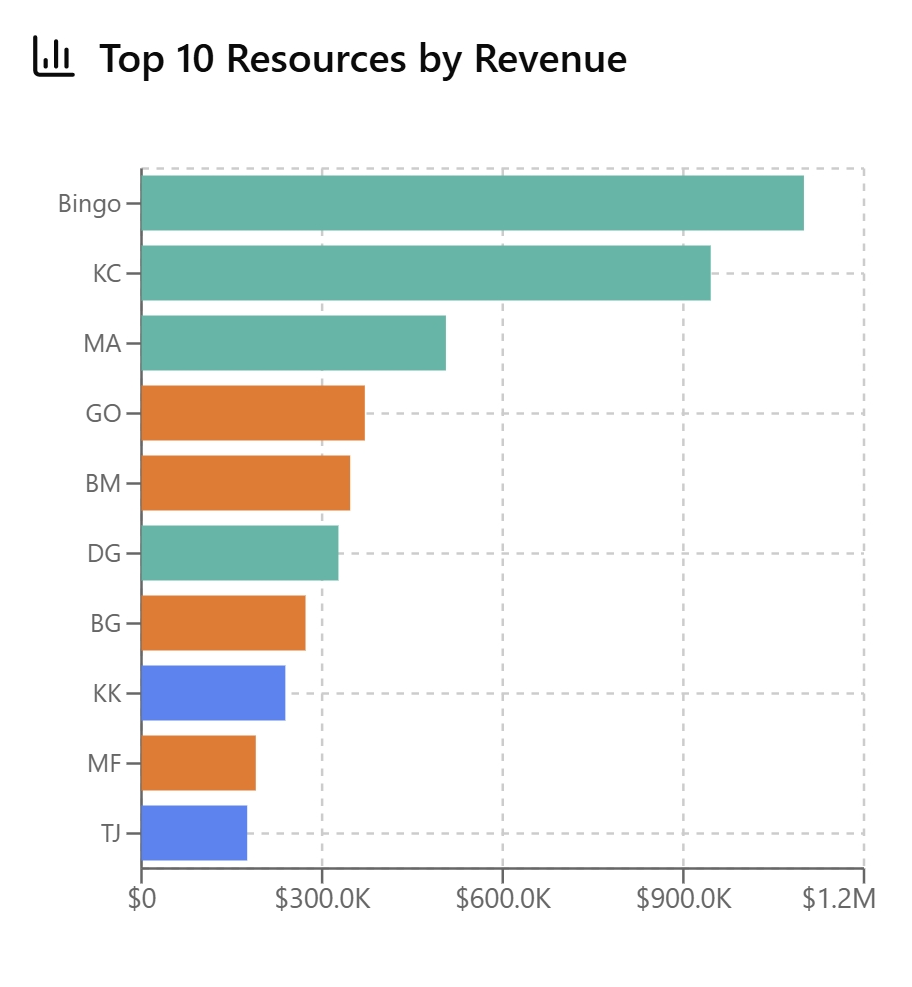 Top 10 Resources by Revenue
Bingo
KC
MA
GO
BM
DG
BG
KK
MF
TJ
$0 $300.0K $600.0K $900.0K $1.2M